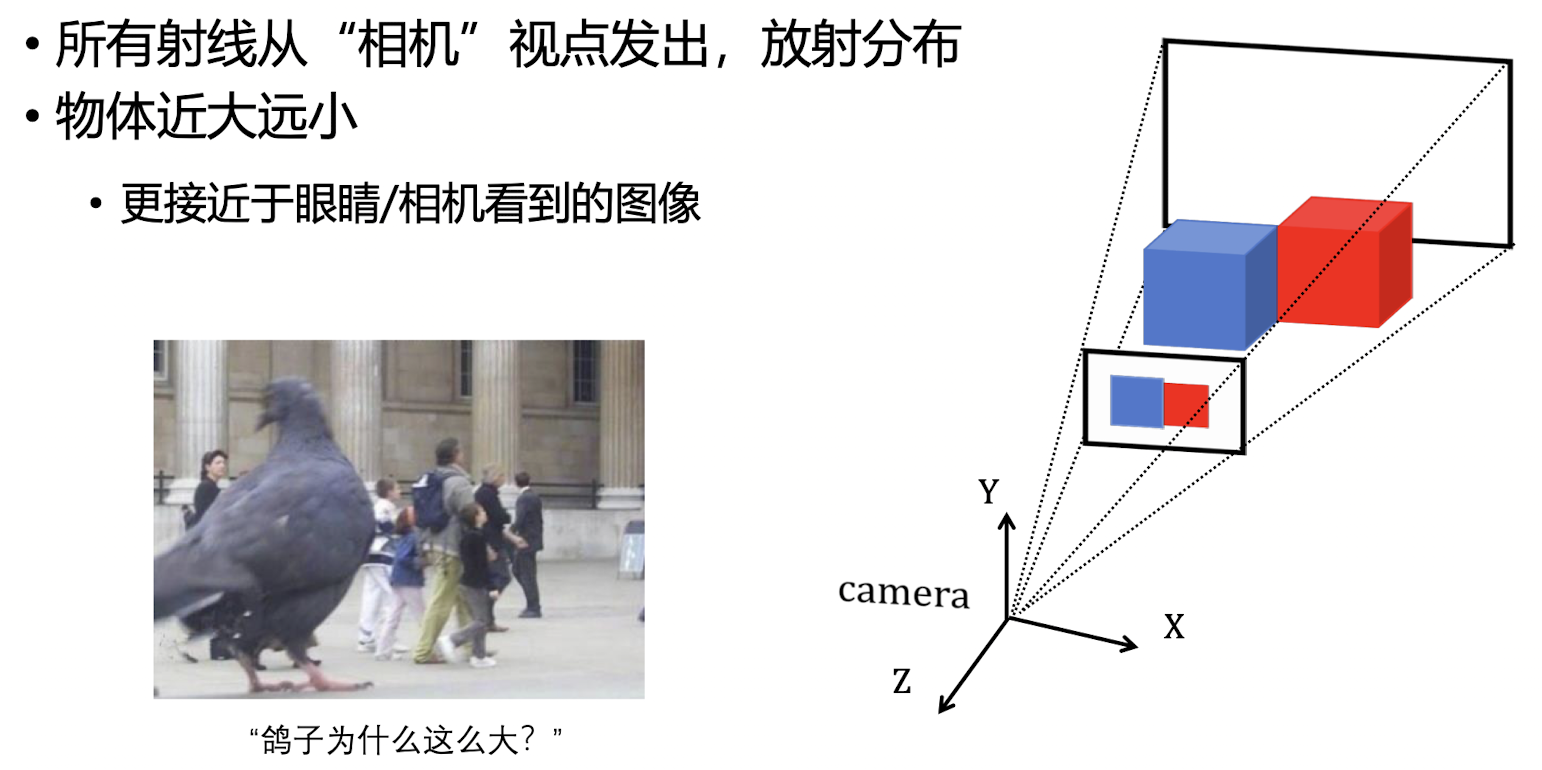 • 所有射线从“相机”视点发出，放射分布
• 物体近大远小
• 更接近于眼睛/相机看到的图像
Y
camera
X
Z
“鸽子为什么这么大？”